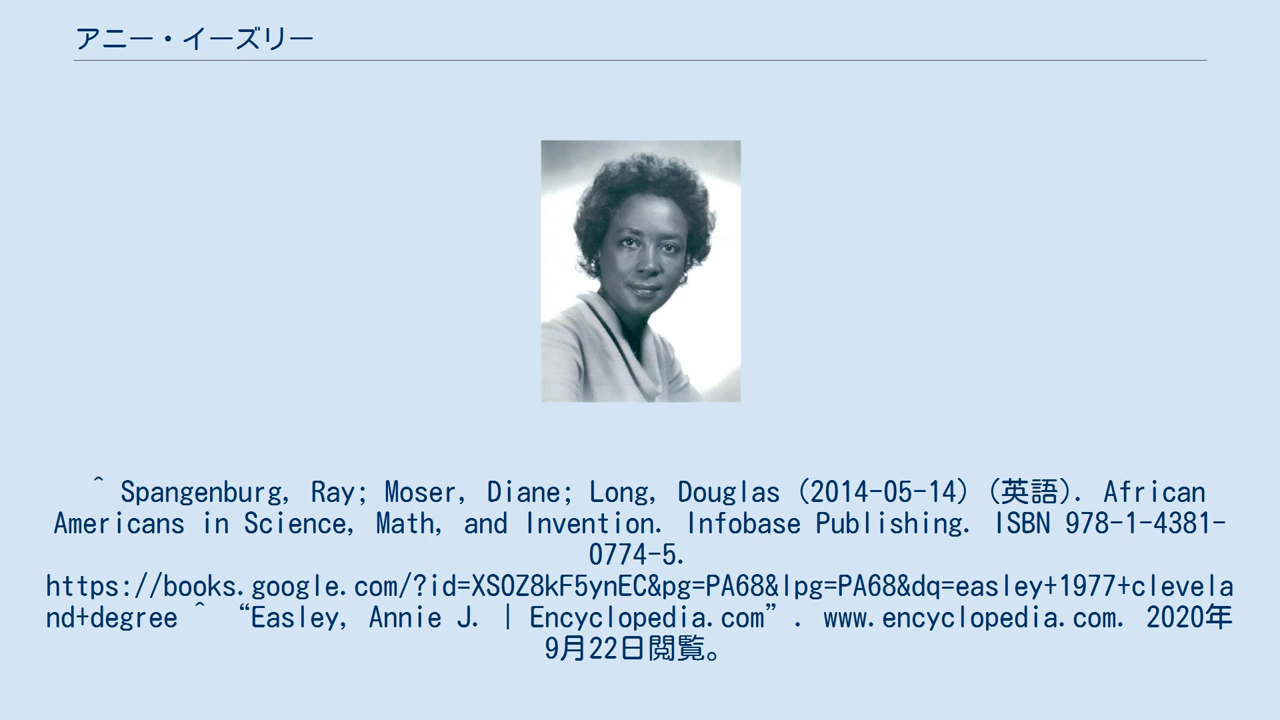 アニー・イーズリー
^ Spangenburg, Ray; Moser, Diane; Long, Douglas (2014-05-14) (英語). African
Americans in Science, Math, and Invention. Infobase Publishing. ISBN 978-1-4381-
0774-5.
https://books.google.com/?id=XSOZ8kF5ynEC&pg=PA68&lpg=PA68&dq=easley+1977+clevela
nd+degree ^ “Easley, Annie J. | Encyclopedia.com”. www.encyclopedia.com. 2020年
9月22日閲覧。